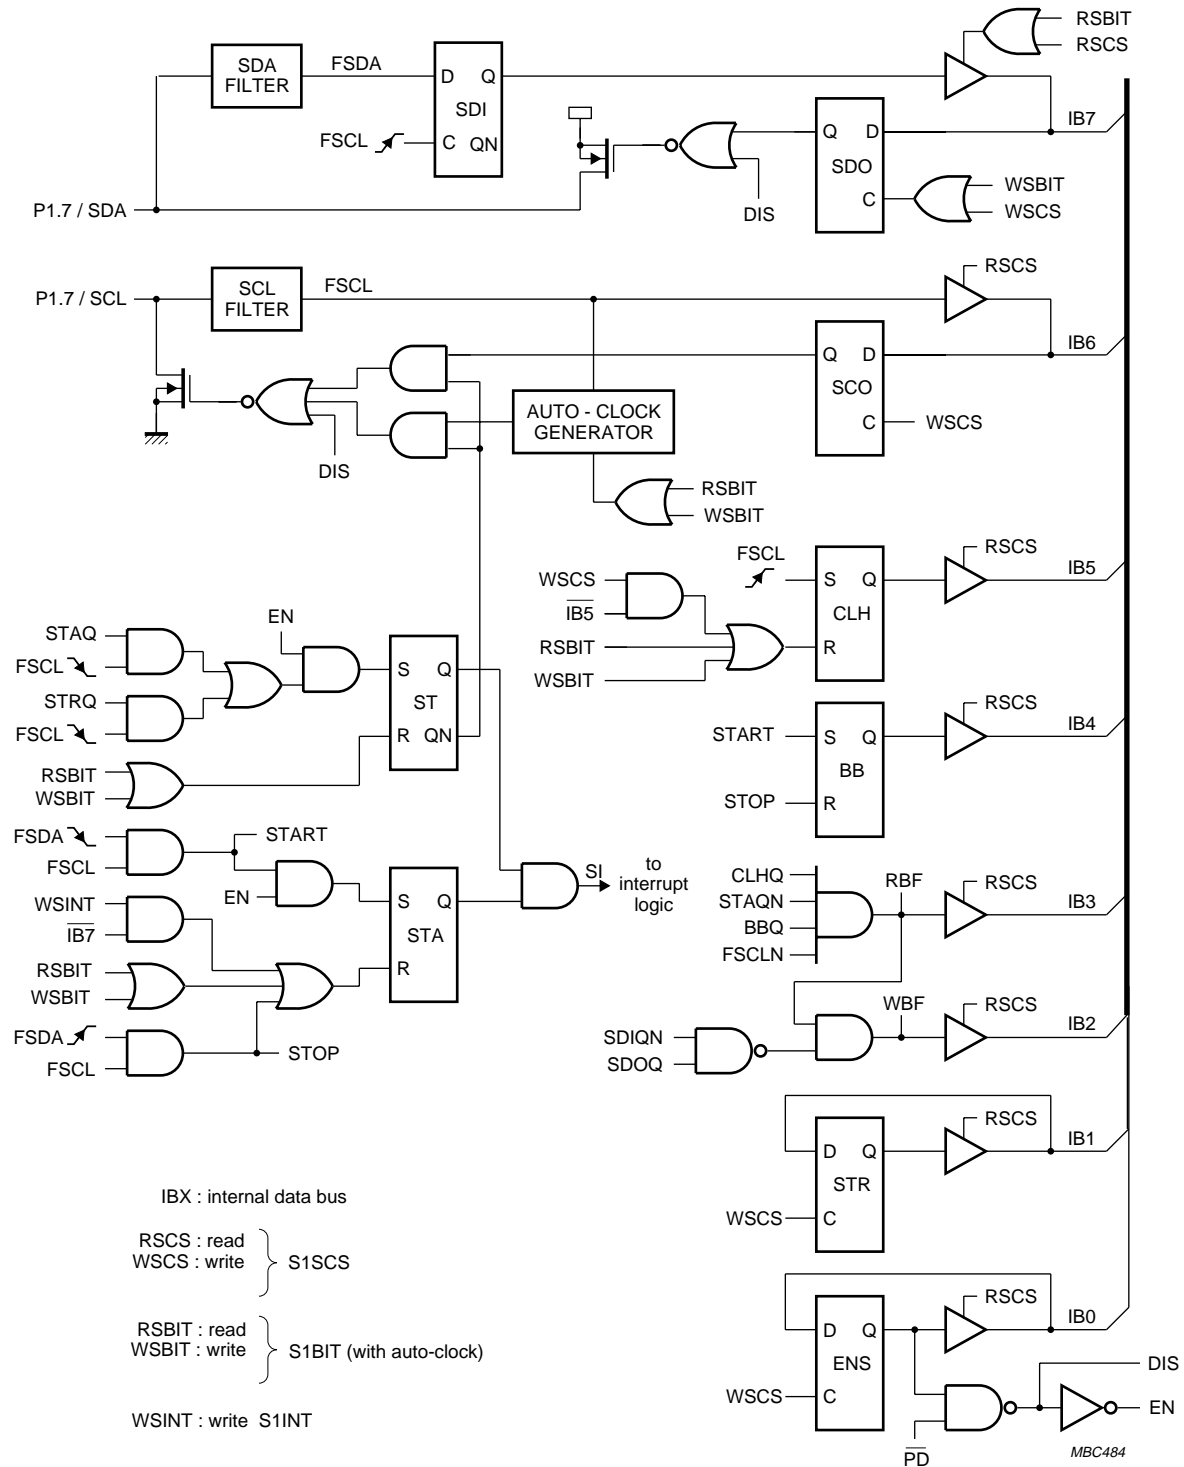 RSBIT
RSCS
SDA
FILTER
FSDA
D Q
SDI
C QN
FSCL
IB7
Q D
SDO
C
WSBIT
WSCS
DIS
P1.7 / SDA
P1.7 / SCL
SCL
FILTER
FSCL
RSCS
IB6
Q D
SCO
C
WSCS
AUTO - CLOCK
GENERATOR
DIS
RSBIT
WSBIT
FSCL
S Q
CLH
R
RSCS
IB5
WSCS
IB5
RSBIT
WSBIT
EN
STAQ
FSCL
STRQ
FSCL
S Q
ST
R QN
RSBIT
WSBIT
START
STOP
S Q
BB
R
RSCS
IB4
FSDA
FSCL
START
EN
WSINT
IB7
RSBIT
WSBIT
FSDA
FSCL
STOP
S Q
STA
R
SI
to
interrupt
logic
CLHQ
STAQN
BBQ
FSCLN
RBF
RSCS
IB3
SDIQN
SDOQ
WBF
RSCS
IB2
D Q
STR
C
WSCS
RSCS
IB1
D Q
ENS
C
WSCS
RSCS
IB0
PD
DIS
EN
IBX : internal data bus
RSCS : read
WSCS : write
S1SCS
RSBIT : read
WSBIT : write
S1BIT (with auto-clock)
WSINT : write S1INT
MBC484